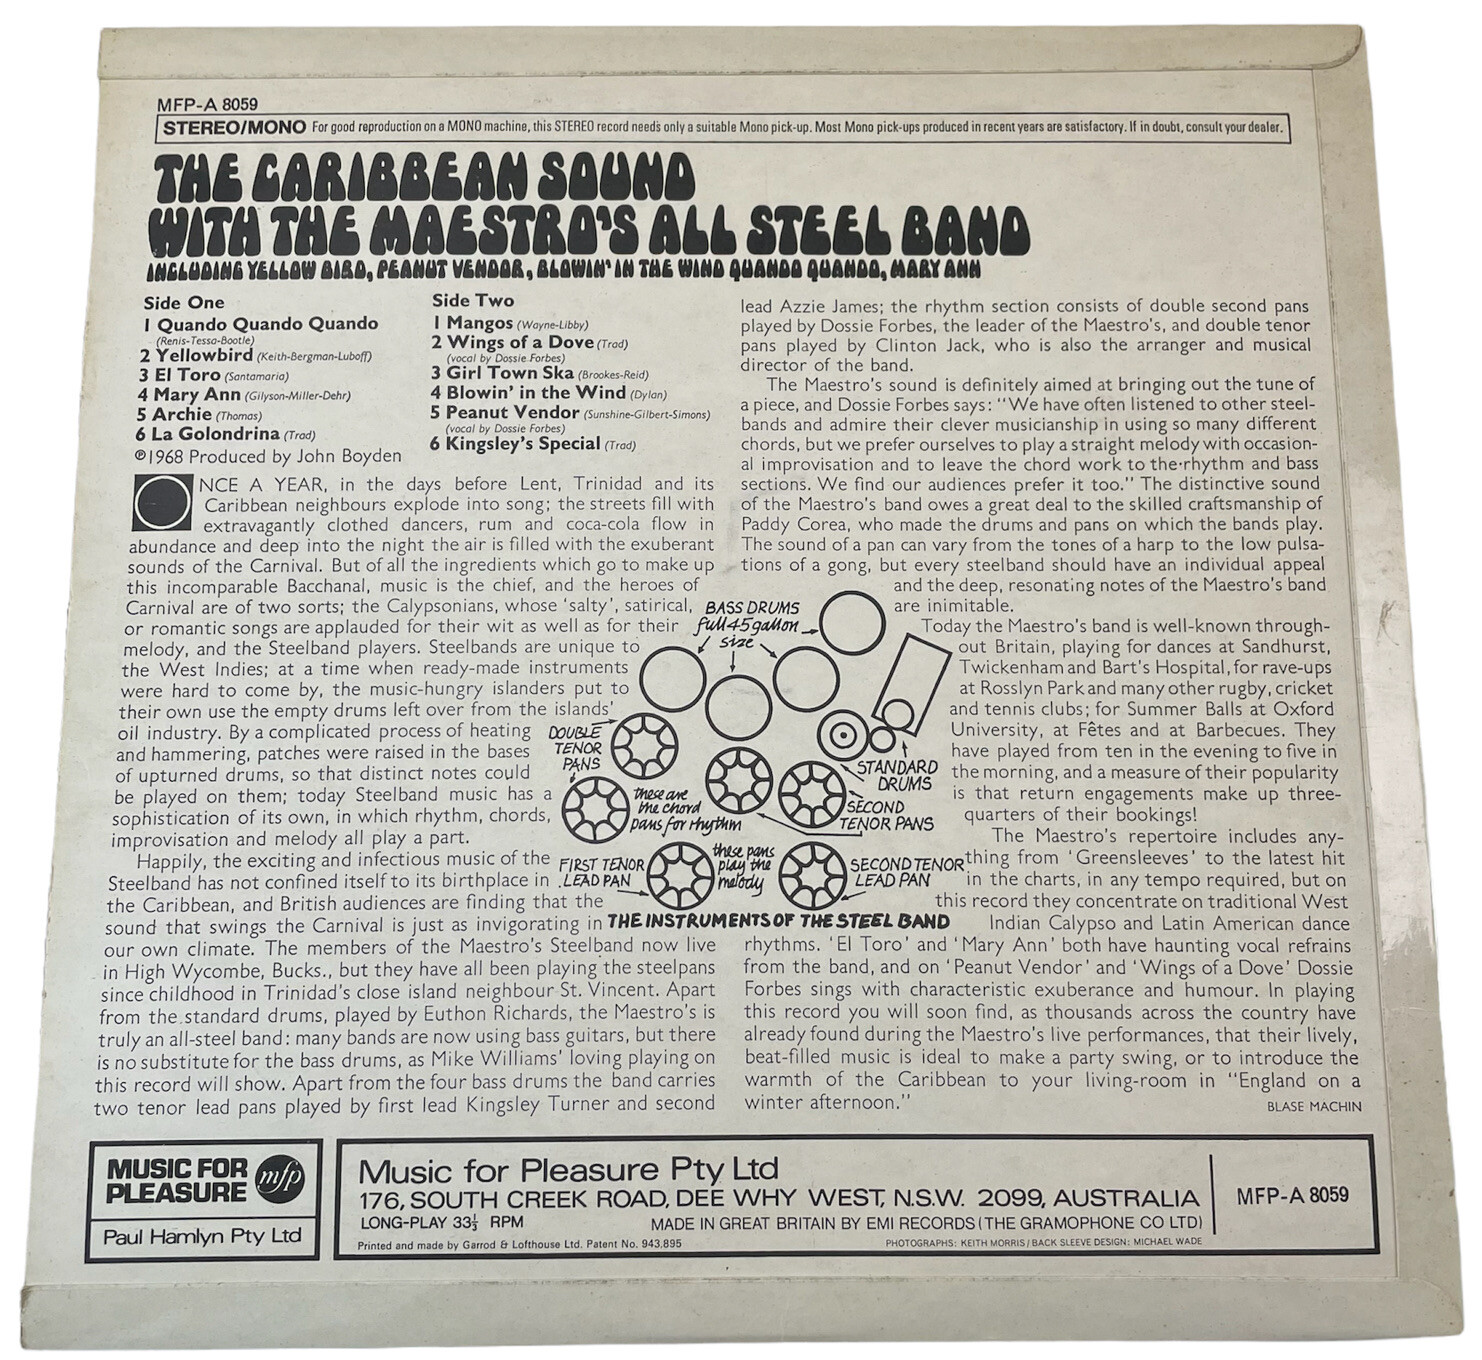 MFP-A 8059
STEREO/MONO For good reproduction on a MONO machine, this STEREO record needs only a suitable Mono pick-up. Most Mono pick-ups produced in recent years are satisfactory. If in doubt, consult your dealer.
THE CARIBBEAN SOUND
WITH THE MAESTRO'S ALL STEEL BAND
INCLUDING YELLOW BIRD, PEANUT VENDOR, BLOWIN' IN THE WIND QUANDO QUANDO, MARY ANN
Side One
1 Quando Quando Quando
(Renis-Tessa-Bootle)
2 Yellowbird (Keith-Bergman-Luboff)
3 El Toro (Santamaria)
4 Mary Ann (Gilyson-Miller-Dehr)
5 Archie (Thomas)
6 La Golondrina (Trad)
℗1968 Produced by John Boyden
Side Two
1 Mangos (Wayne-Libby)
2 Wings of a Dove (Trad)
(vocal by Dossie Forbes)
3 Girl Town Ska (Brookes-Reid)
4 Blowin' in the Wind (Dylan)
5 Peanut Vendor (Sunshine-Gilbert-Simons)
(vocal by Dossie Forbes)
6 Kingsley's Special (Trad)
ONCE A YEAR, in the days before Lent, Trinidad and its
Caribbean neighbours explode into song; the streets fill with
extravagantly clothed dancers, rum and coca-cola flow in
abundance and deep into the night the air is filled with the exuberant
sounds of the Carnival. But of all the ingredients which go to make up
this incomparable Bacchanal, music is the chief, and the heroes of
Carnival are of two sorts; the Calypsonians, whose 'salty', satirical,
or romantic songs are applauded for their wit as well as for their
melody, and the Steelband players. Steelbands are unique to
the West Indies; at a time when ready-made instruments
were hard to come by, the music-hungry islanders put to
their own use the empty drums left over from the islands'
oil industry. By a complicated process of heating
and hammering, patches were raised in the bases
of upturned drums, so that distinct notes could
be played on them; today Steelband music has a
sophistication of its own, in which rhythm, chords,
improvisation and melody all play a part.
Happily, the exciting and infectious music of the
Steelband has not confined itself to its birthplace in
the Caribbean, and British audiences are finding that the
sound that swings the Carnival is just as invigorating in
our own climate. The members of the Maestro's Steelband now live
in High Wycombe, Bucks., but they have all been playing the steelpans
since childhood in Trinidad's close island neighbour St. Vincent. Apart
from the standard drums, played by Euthon Richards, the Maestro's is
truly an all-steel band: many bands are now using bass guitars, but there
is no substitute for the bass drums, as Mike Williams' loving playing on
this record will show. Apart from the four bass drums the band carries
two tenor lead pans played by first lead Kingsley Turner and second
lead Azzie James; the rhythm section consists of double second pans
played by Dossie Forbes, the leader of the Maestro's, and double tenor
pans played by Clinton Jack, who is also the arranger and musical
director of the band.
The Maestro's sound is definitely aimed at bringing out the tune of
a piece, and Dossie Forbes says: "We have often listened to other steel-
bands and admire their clever musicianship in using so many different
chords, but we prefer ourselves to play a straight melody with occasion-
al improvisation and to leave the chord work to the rhythm and bass
sections. We find our audiences prefer it too." The distinctive sound
of the Maestro's band owes a great deal to the skilled craftsmanship of
Paddy Corea, who made the drums and pans on which the bands play.
The sound of a pan can vary from the tones of a harp to the low pulsa-
tions of a gong, but every steelband should have an individual appeal
and the deep, resonating notes of the Maestro's band
are inimitable.
Today the Maestro's band is well-known through-
out Britain, playing for dances at Sandhurst,
Twickenham and Bart's Hospital, for rave-ups
at Rosslyn Park and many other rugby, cricket
and tennis clubs; for Summer Balls at Oxford
University, at Fêtes and at Barbecues. They
have played from ten in the evening to five in
the morning, and a measure of their popularity
is that return engagements make up three-
quarters of their bookings!
The Maestro's repertoire includes any-
thing from 'Greensleeves' to the latest hit
in the charts, in any tempo required, but on
this record they concentrate on traditional West
Indian Calypso and Latin American dance
rhythms. 'El Toro' and 'Mary Ann' both have haunting vocal refrains
from the band, and on 'Peanut Vendor' and 'Wings of a Dove' Dossie
Forbes sings with characteristic exuberance and humour. In playing
this record you will soon find, as thousands across the country have
already found during the Maestro's live performances, that their lively,
beat-filled music is ideal to make a party swing, or to introduce the
warmth of the Caribbean to your living-room in "England on a
winter afternoon."
BLASE MACHIN
BASS DRUMS
full 45 gallon
size
DOUBLE
TENOR
PANS
these are
the chord
pans for rhythm
STANDARD
DRUMS
SECOND
TENOR PANS
FIRST TENOR
LEAD PAN
these pans
play the
melody
SECOND TENOR
LEAD PAN
THE INSTRUMENTS OF THE STEEL BAND
MUSIC FOR
PLEASURE
mfp
Paul Hamlyn Pty Ltd
Music for Pleasure Pty Ltd
176, SOUTH CREEK ROAD, DEE WHY WEST, N.S.W. 2099, AUSTRALIA
LONG-PLAY 33⅓ RPM MADE IN GREAT BRITAIN BY EMI RECORDS (THE GRAMOPHONE CO LTD)
Printed and made by Garrod & Lofthouse Ltd. Patent No. 943,895 PHOTOGRAPHS: KEITH MORRIS / BACK SLEEVE DESIGN: MICHAEL WADE
MFP-A 8059